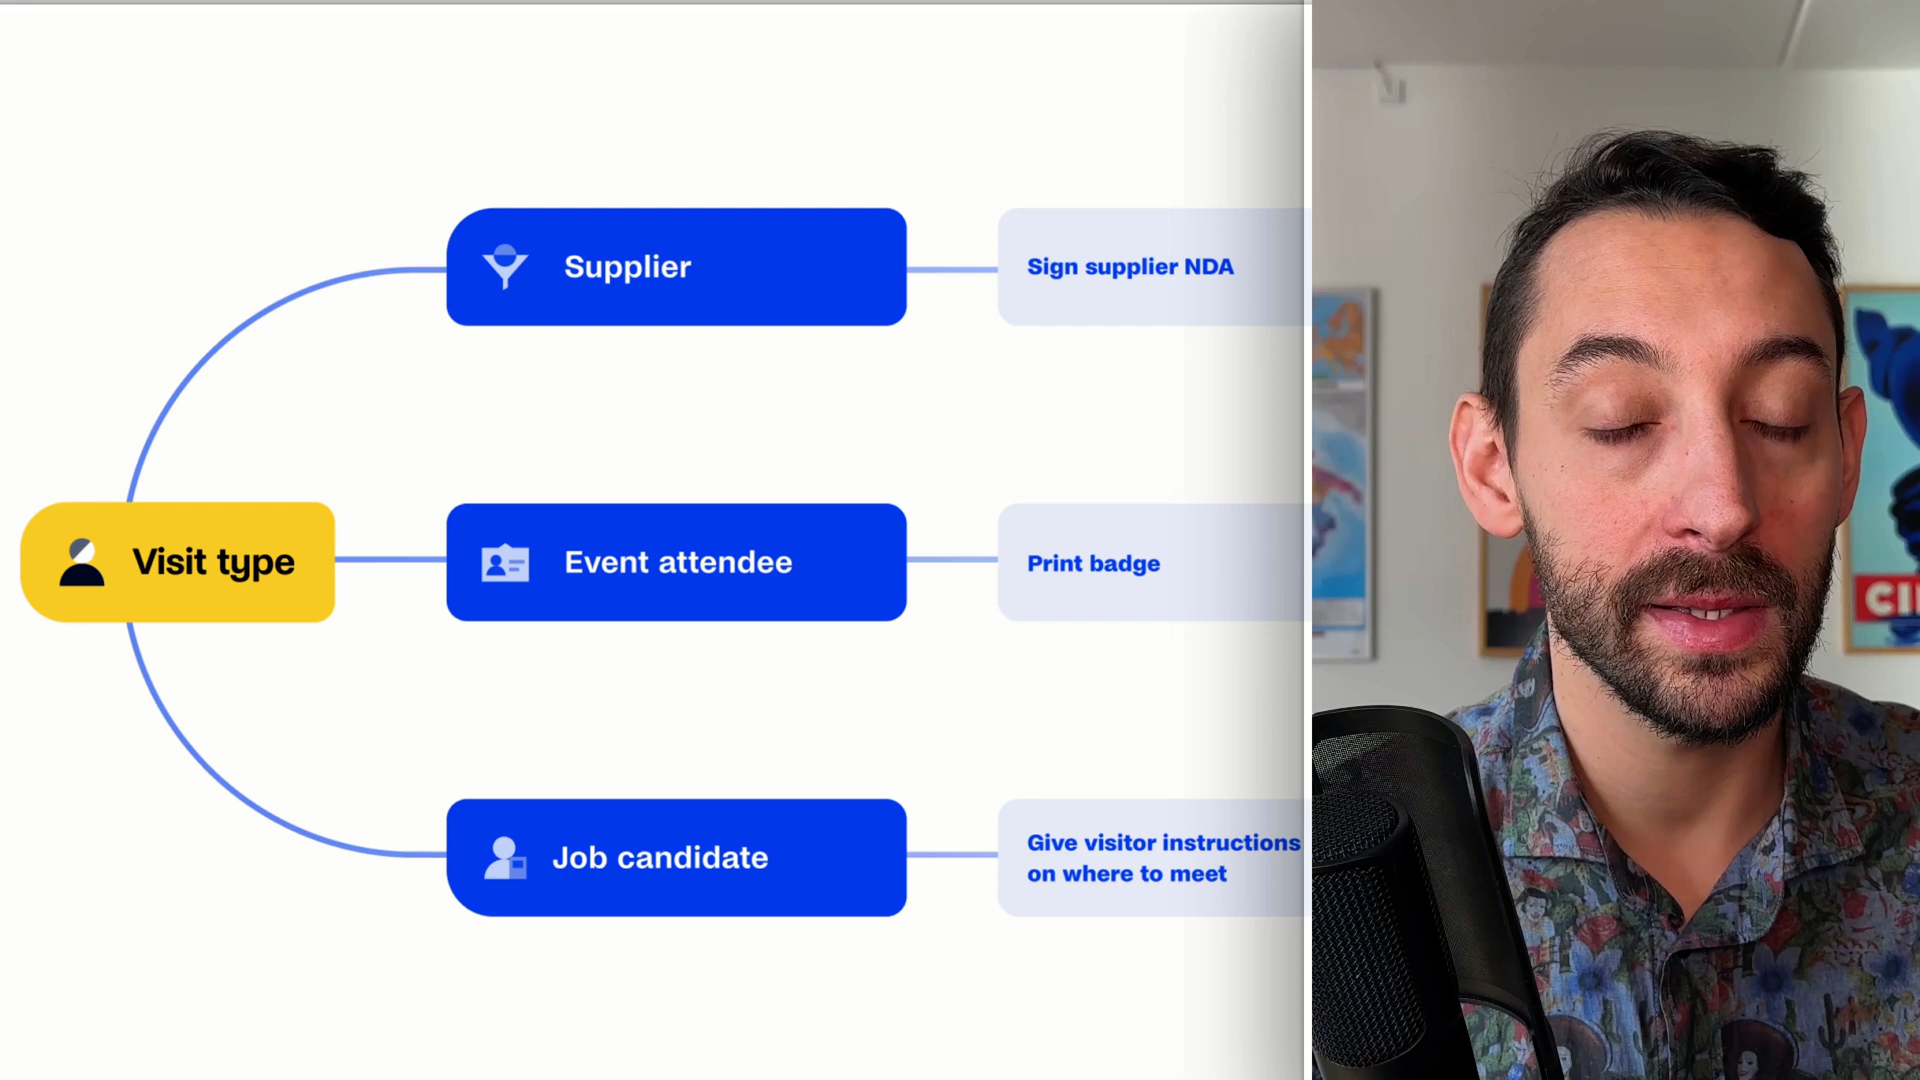 Visit type
Supplier
Sign supplier NDA
Event attendee
Print badge
Job candidate
Give visitor instructions
on where to meet